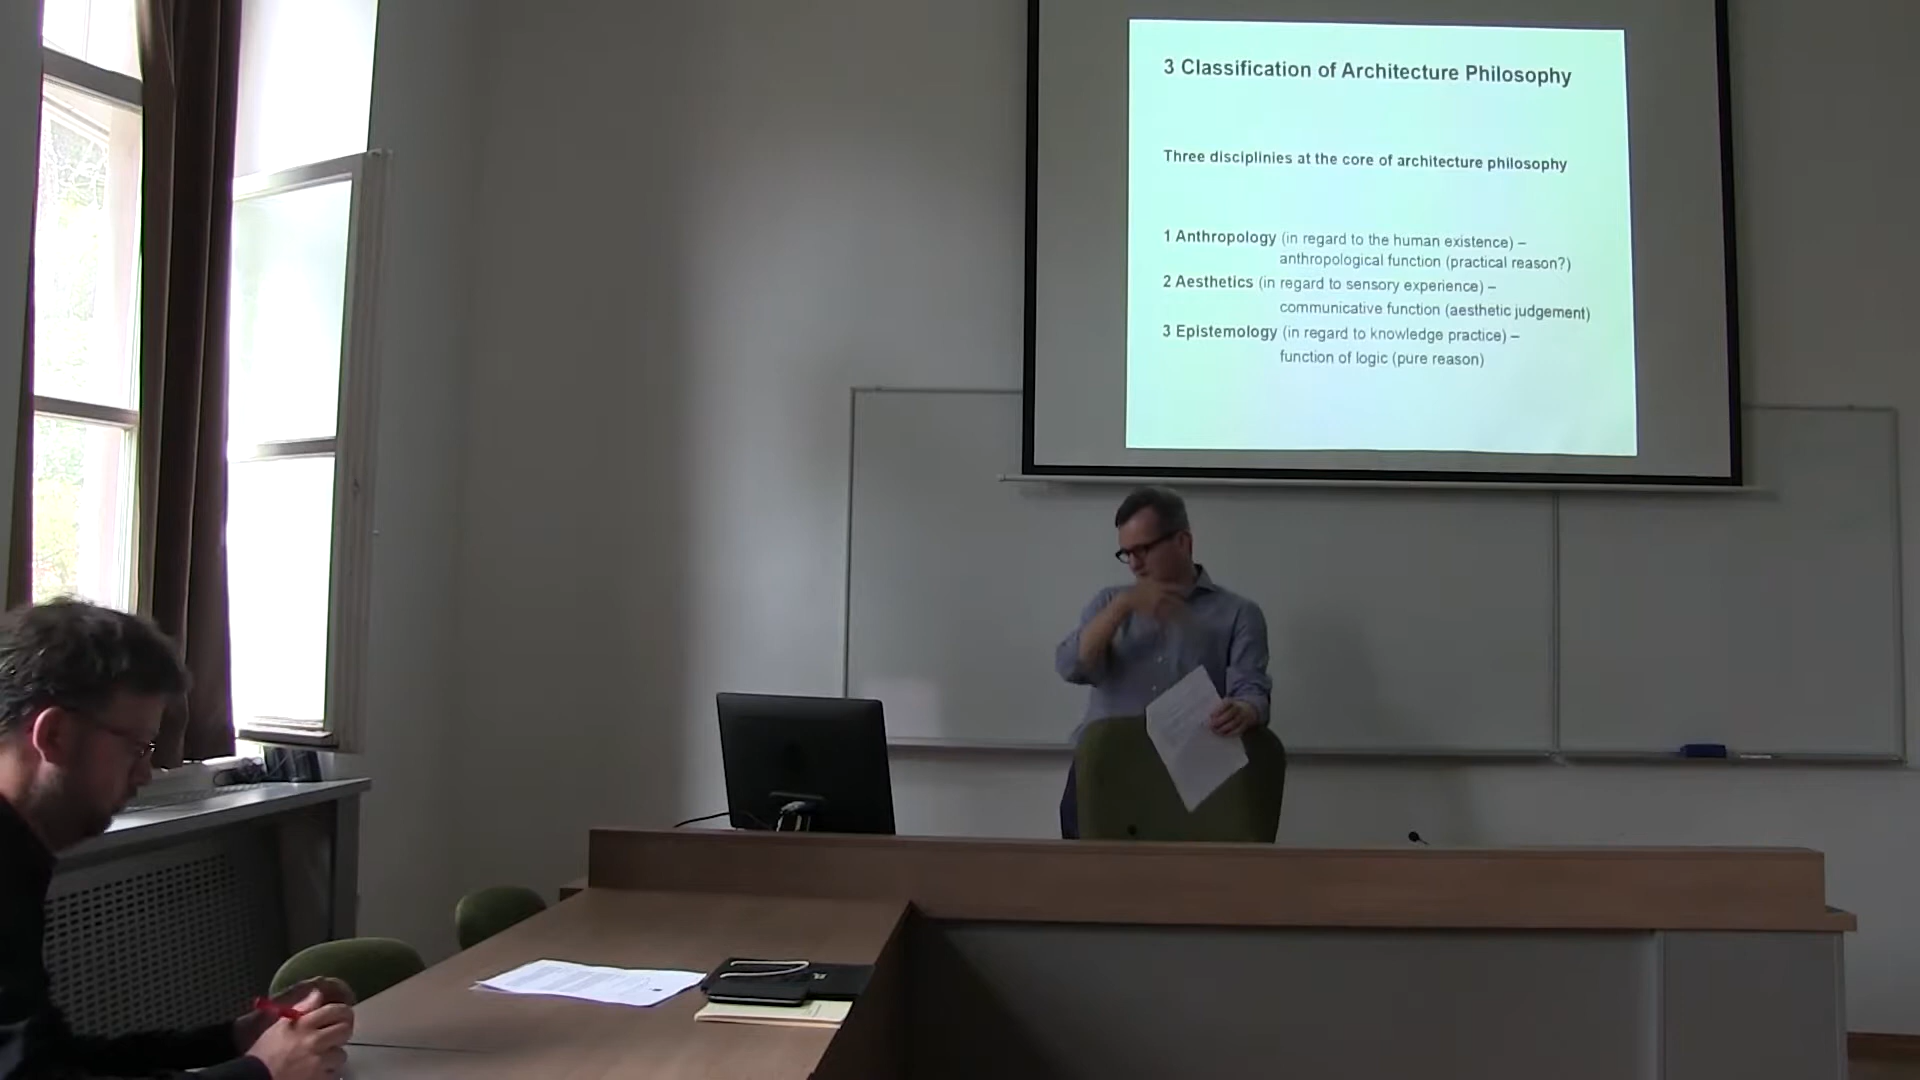 3 Classification of Architecture Philosophy
Three disciplinies at the core of architecture philosophy
1 Anthropology (in regard to the human existence) –
anthropological function (practical reason?)
2 Aesthetics (in regard to sensory experience) –
communicative function (aesthetic judgement)
3 Epistemology (in regard to knowledge practice) –
function of logic (pure reason)